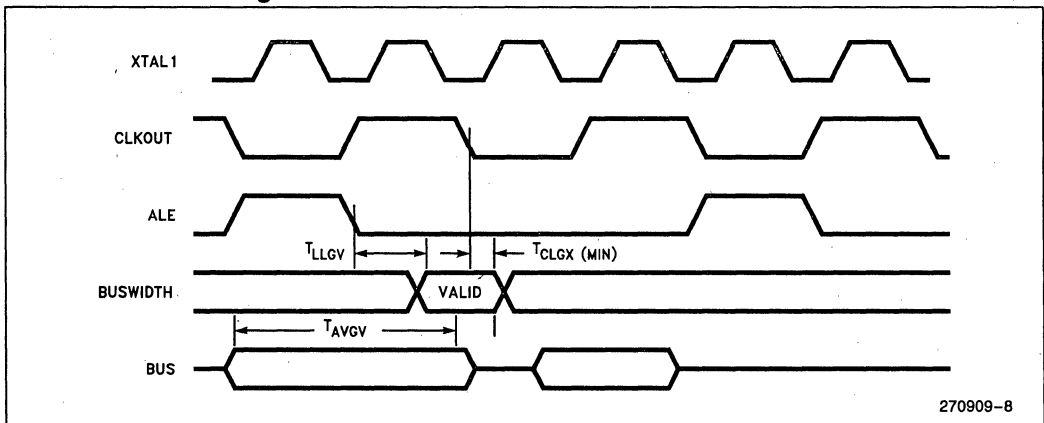 XTAL1
CLKOUT
ALE
TLLGV
TCLGX (MIN)
BUSWIDTH
VALID
TAVGV
BUS
270909-8